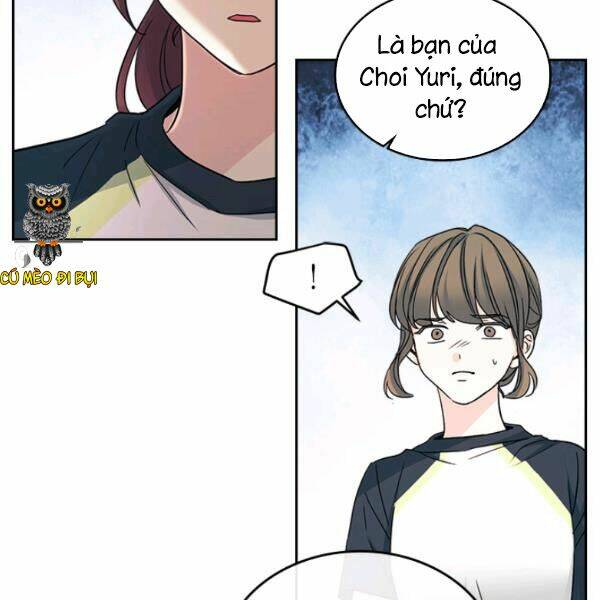 Là bạn của
Choi Yuri, đúng
chứ?
!
CÚ MÈO ĐI BỤI